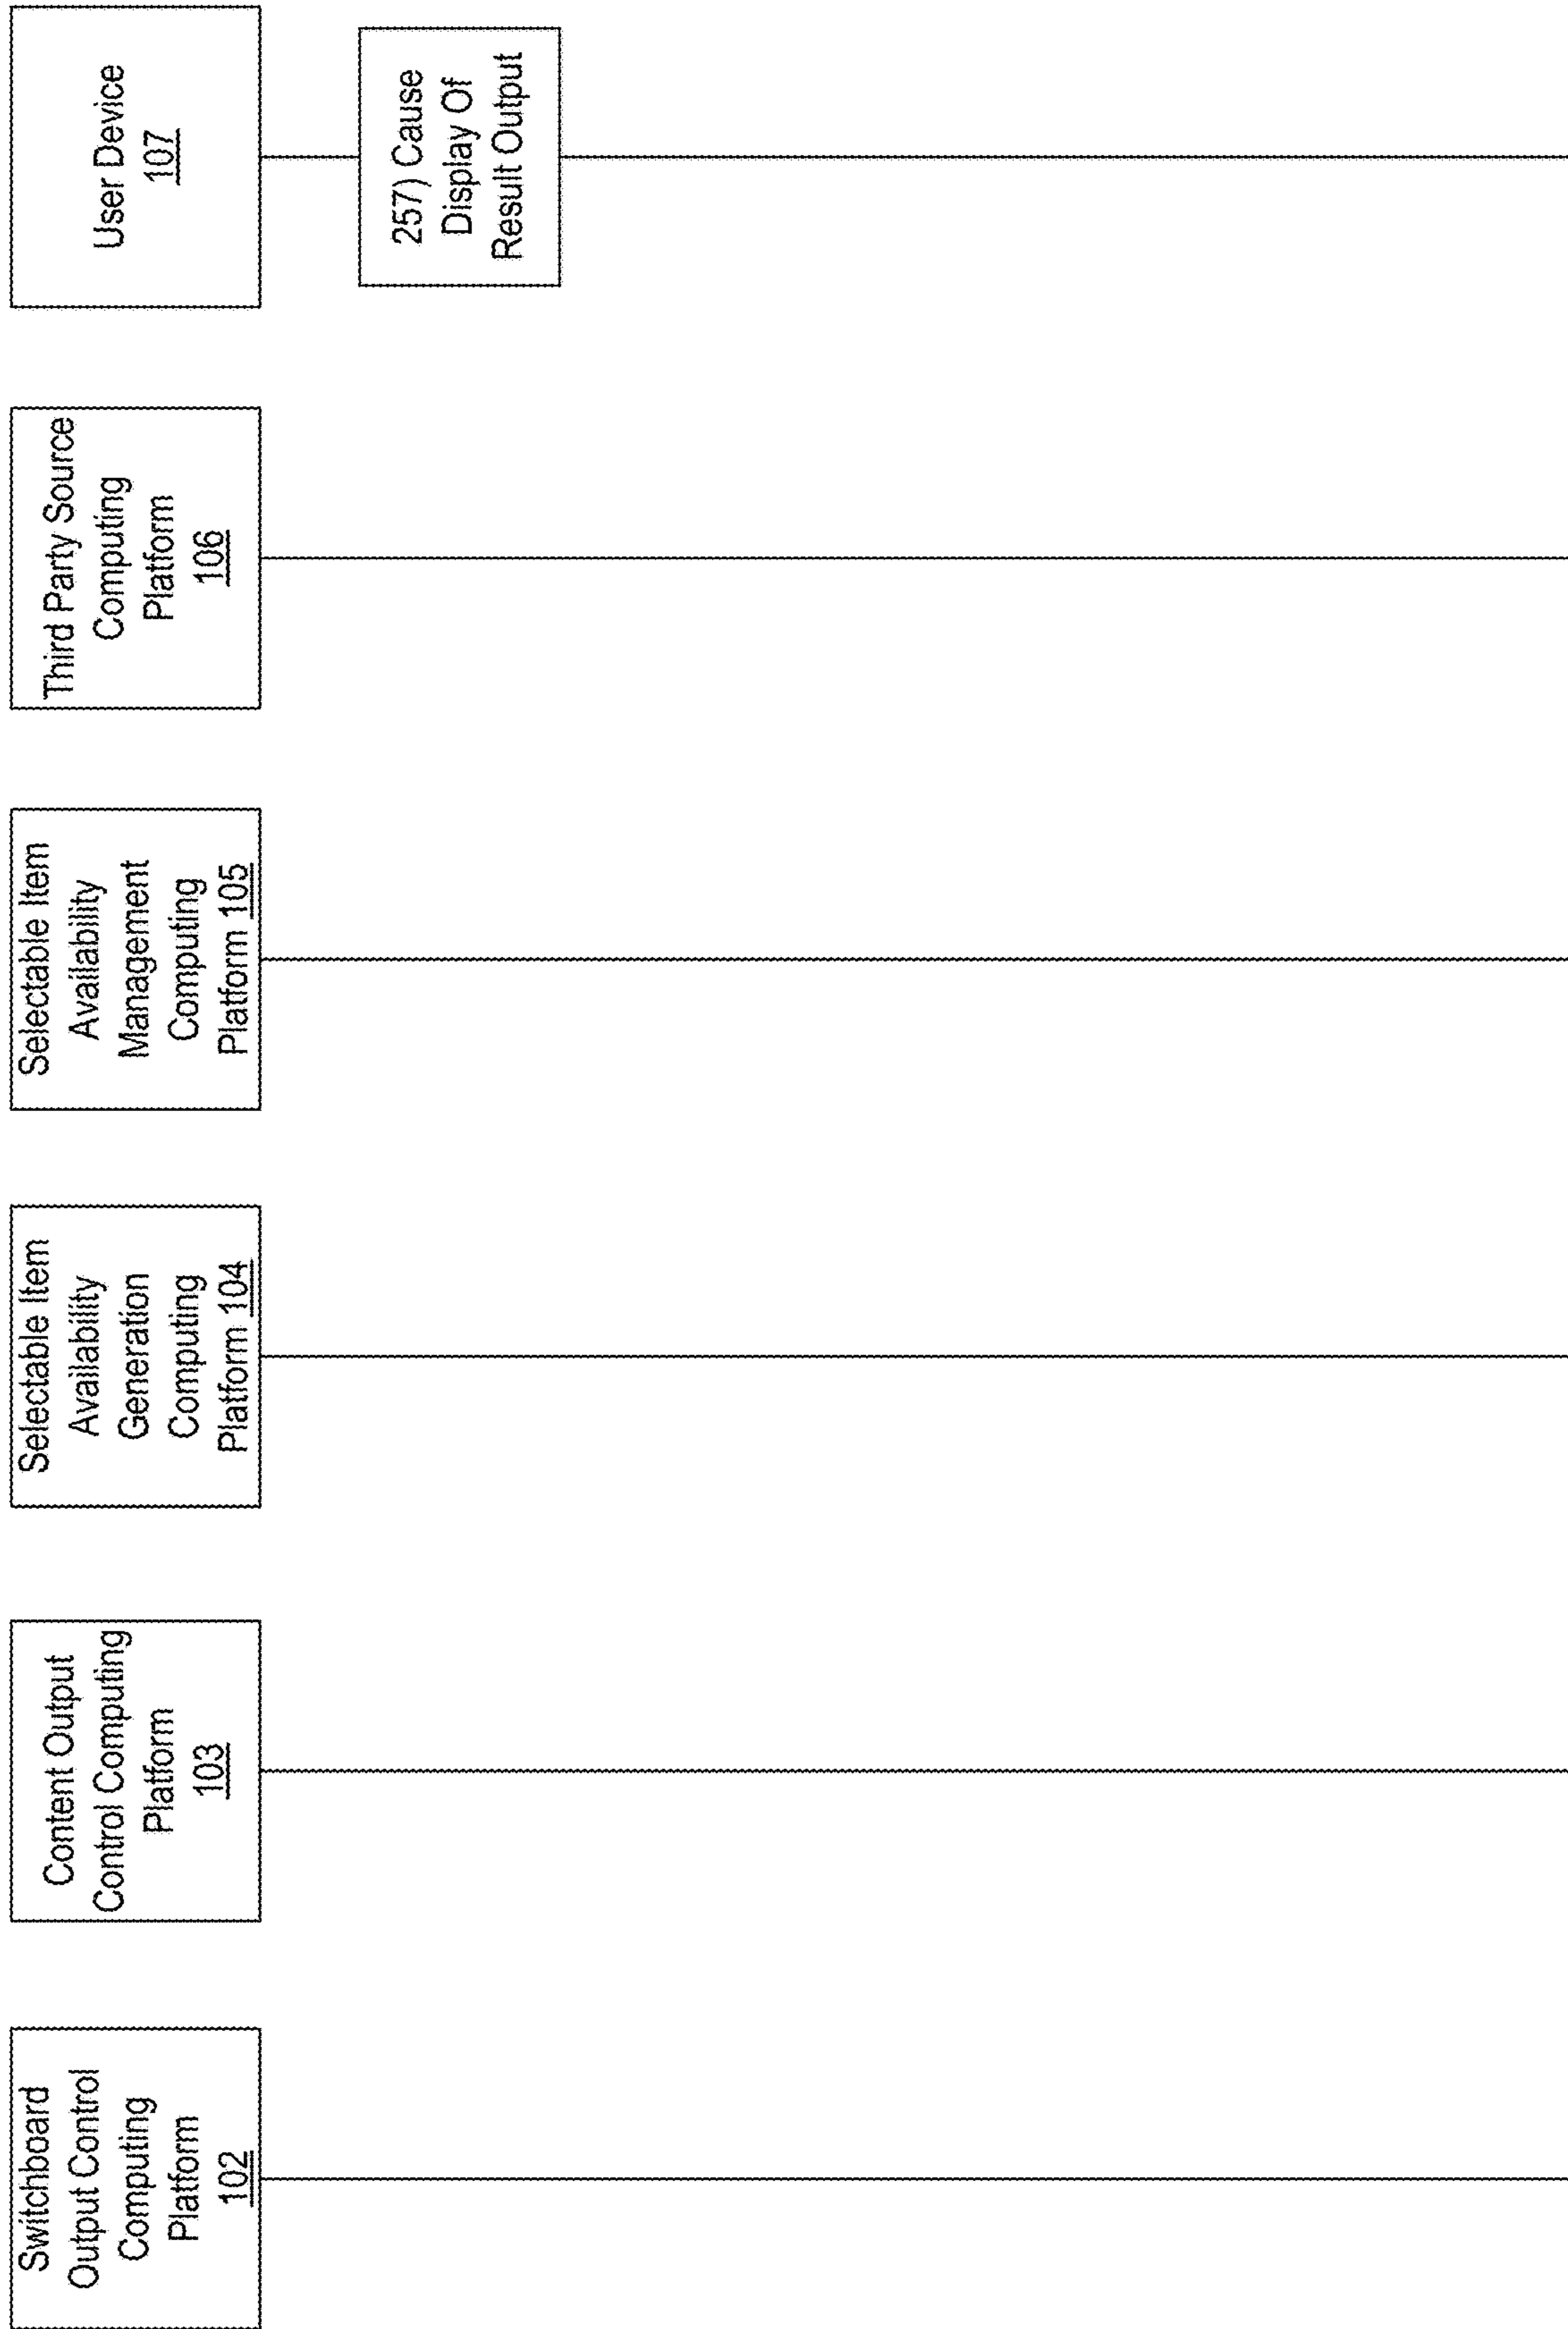 Switchboard
Output Control
Computing
Platform
102
Content Output
Control Computing
Platform
103
Selectable Item
Availability
Generation
Computing
Platform 104
Selectable Item
Availability
Management
Computing
Platform 105
Third Party Source
Computing
Platform
106
User Device
107
257) Cause
Display Of
Result Output